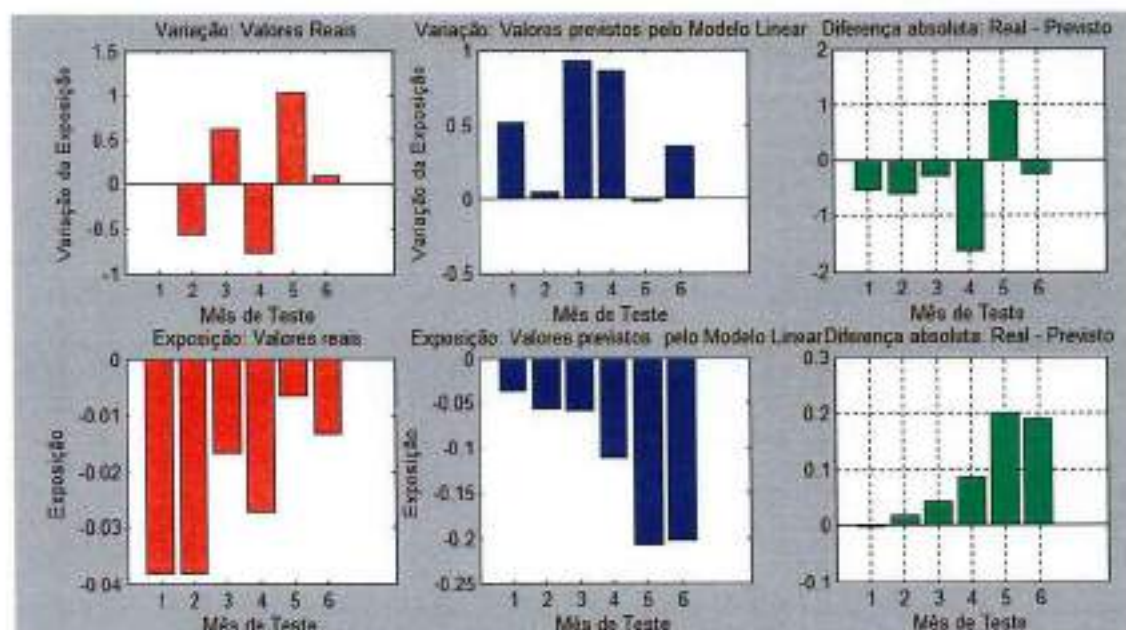 Variação: Valores Reais
Variação da Exposição
1.5
1
0.5
0
-0.5
-1
1 2 3 4 5 6
Mês de Teste
Variação: Valores previstos pelo Modelo Linear
Variação da Exposição
1
0.5
0
-0.5
1 2 3 4 5 6
Mês de Teste
Diferença absoluta: Real - Previsto
2
1
0
-1
-2
1 2 3 4 5 6
Mês de Teste
Exposição: Valores reais
Exposição
0
-0.01
-0.02
-0.03
-0.04
1 2 3 4 5 6
Mês de Teste
Exposição: Valores previstos pelo Modelo Linear
Exposição
0
-0.05
-0.1
-0.15
-0.2
-0.25
1 2 3 4 5 6
Mês de Teste
Diferença absoluta: Real - Previsto
0.3
0.2
0.1
0
-0.1
1 2 3 4 5 6
Mês de Teste